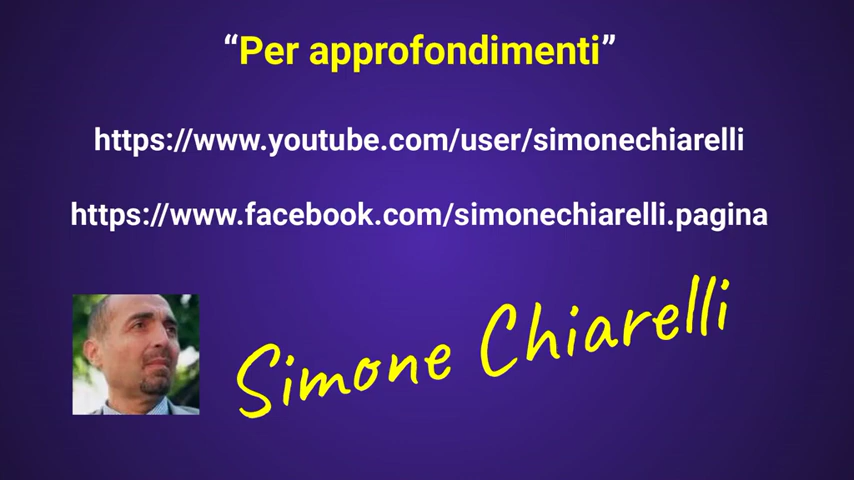 “Per approfondimenti”
https://www.youtube.com/user/simonechiarelli
https://www.facebook.com/simonechiarelli.pagina
Simone Chiarelli